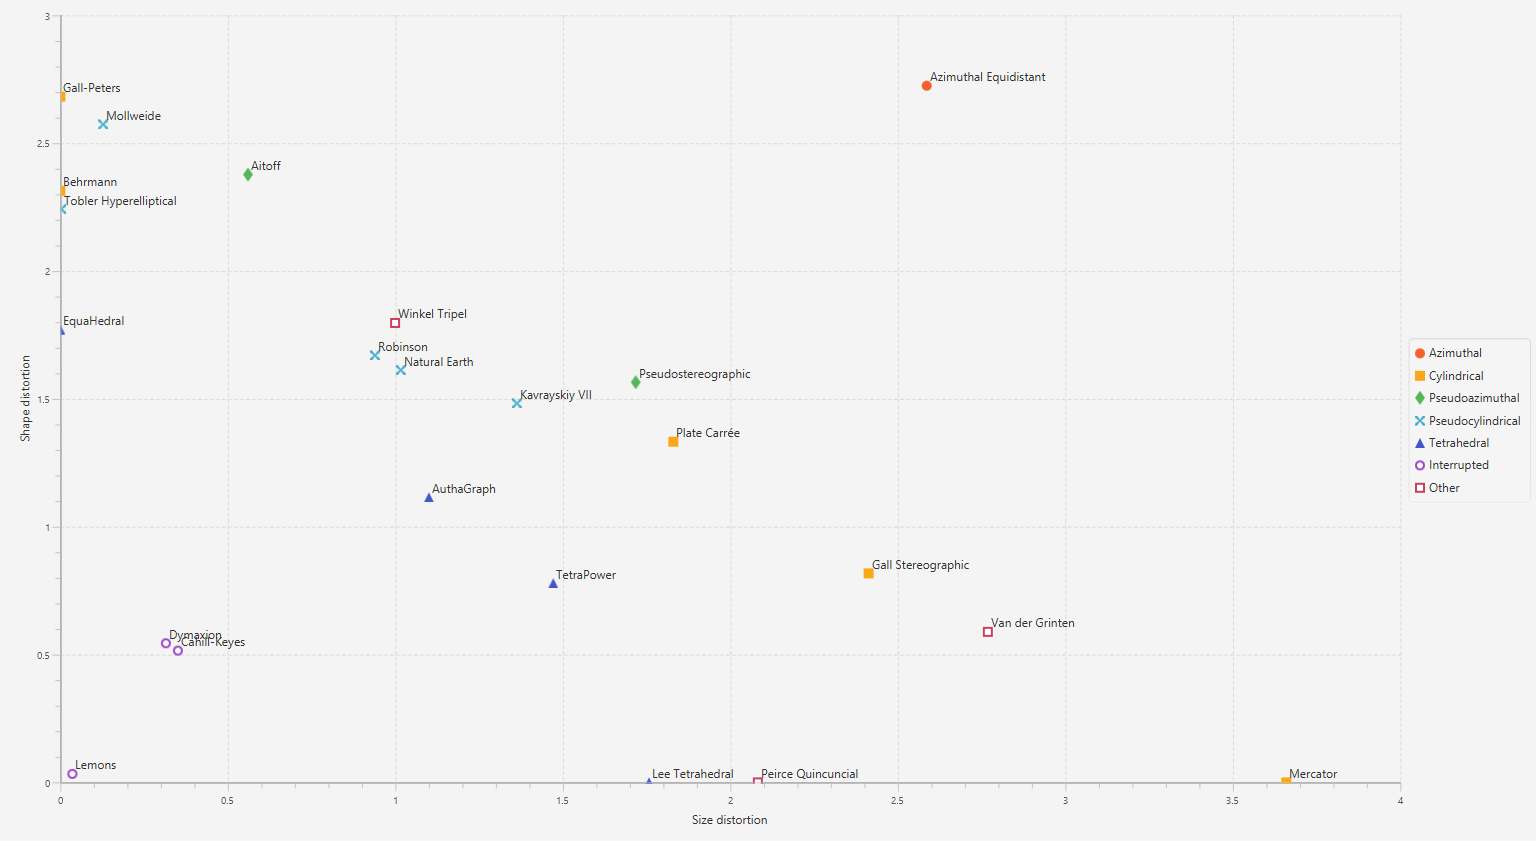 3
Azimuthal Equidistant
Gall-Peters
Mollweide
2.5
Aitoff
Behrmann
Tobler Hyperelliptical
2
Winkel Tripel
EquaHedral
Robinson
Natural Earth
Pseudostereographic
Kavrayskiy VII
1.5
Plate Carrée
AuthaGraph
1
Gall Stereographic
TetraPower
Van der Grinten
Dymaxion
Cahill-Keyes
0.5
Lemons
Lee Tetrahedral
Peirce Quincuncial
Mercator
0
0 0.5 1 1.5 2 2.5 3 3.5 4
Size distortion
Shape distortion
Azimuthal
Cylindrical
Pseudoazimuthal
Pseudocylindrical
Tetrahedral
Interrupted
Other